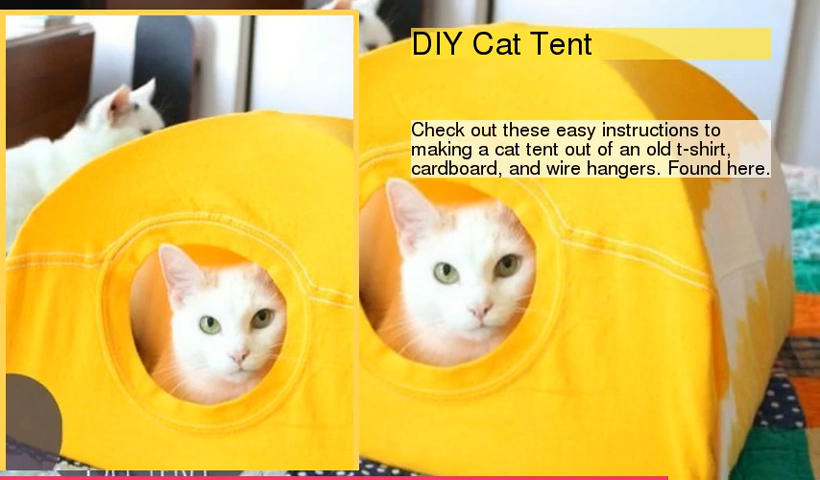 DIY Cat Tent
Check out these easy instructions to
making a cat tent out of an old t-shirt,
cardboard, and wire hangers. Found here.